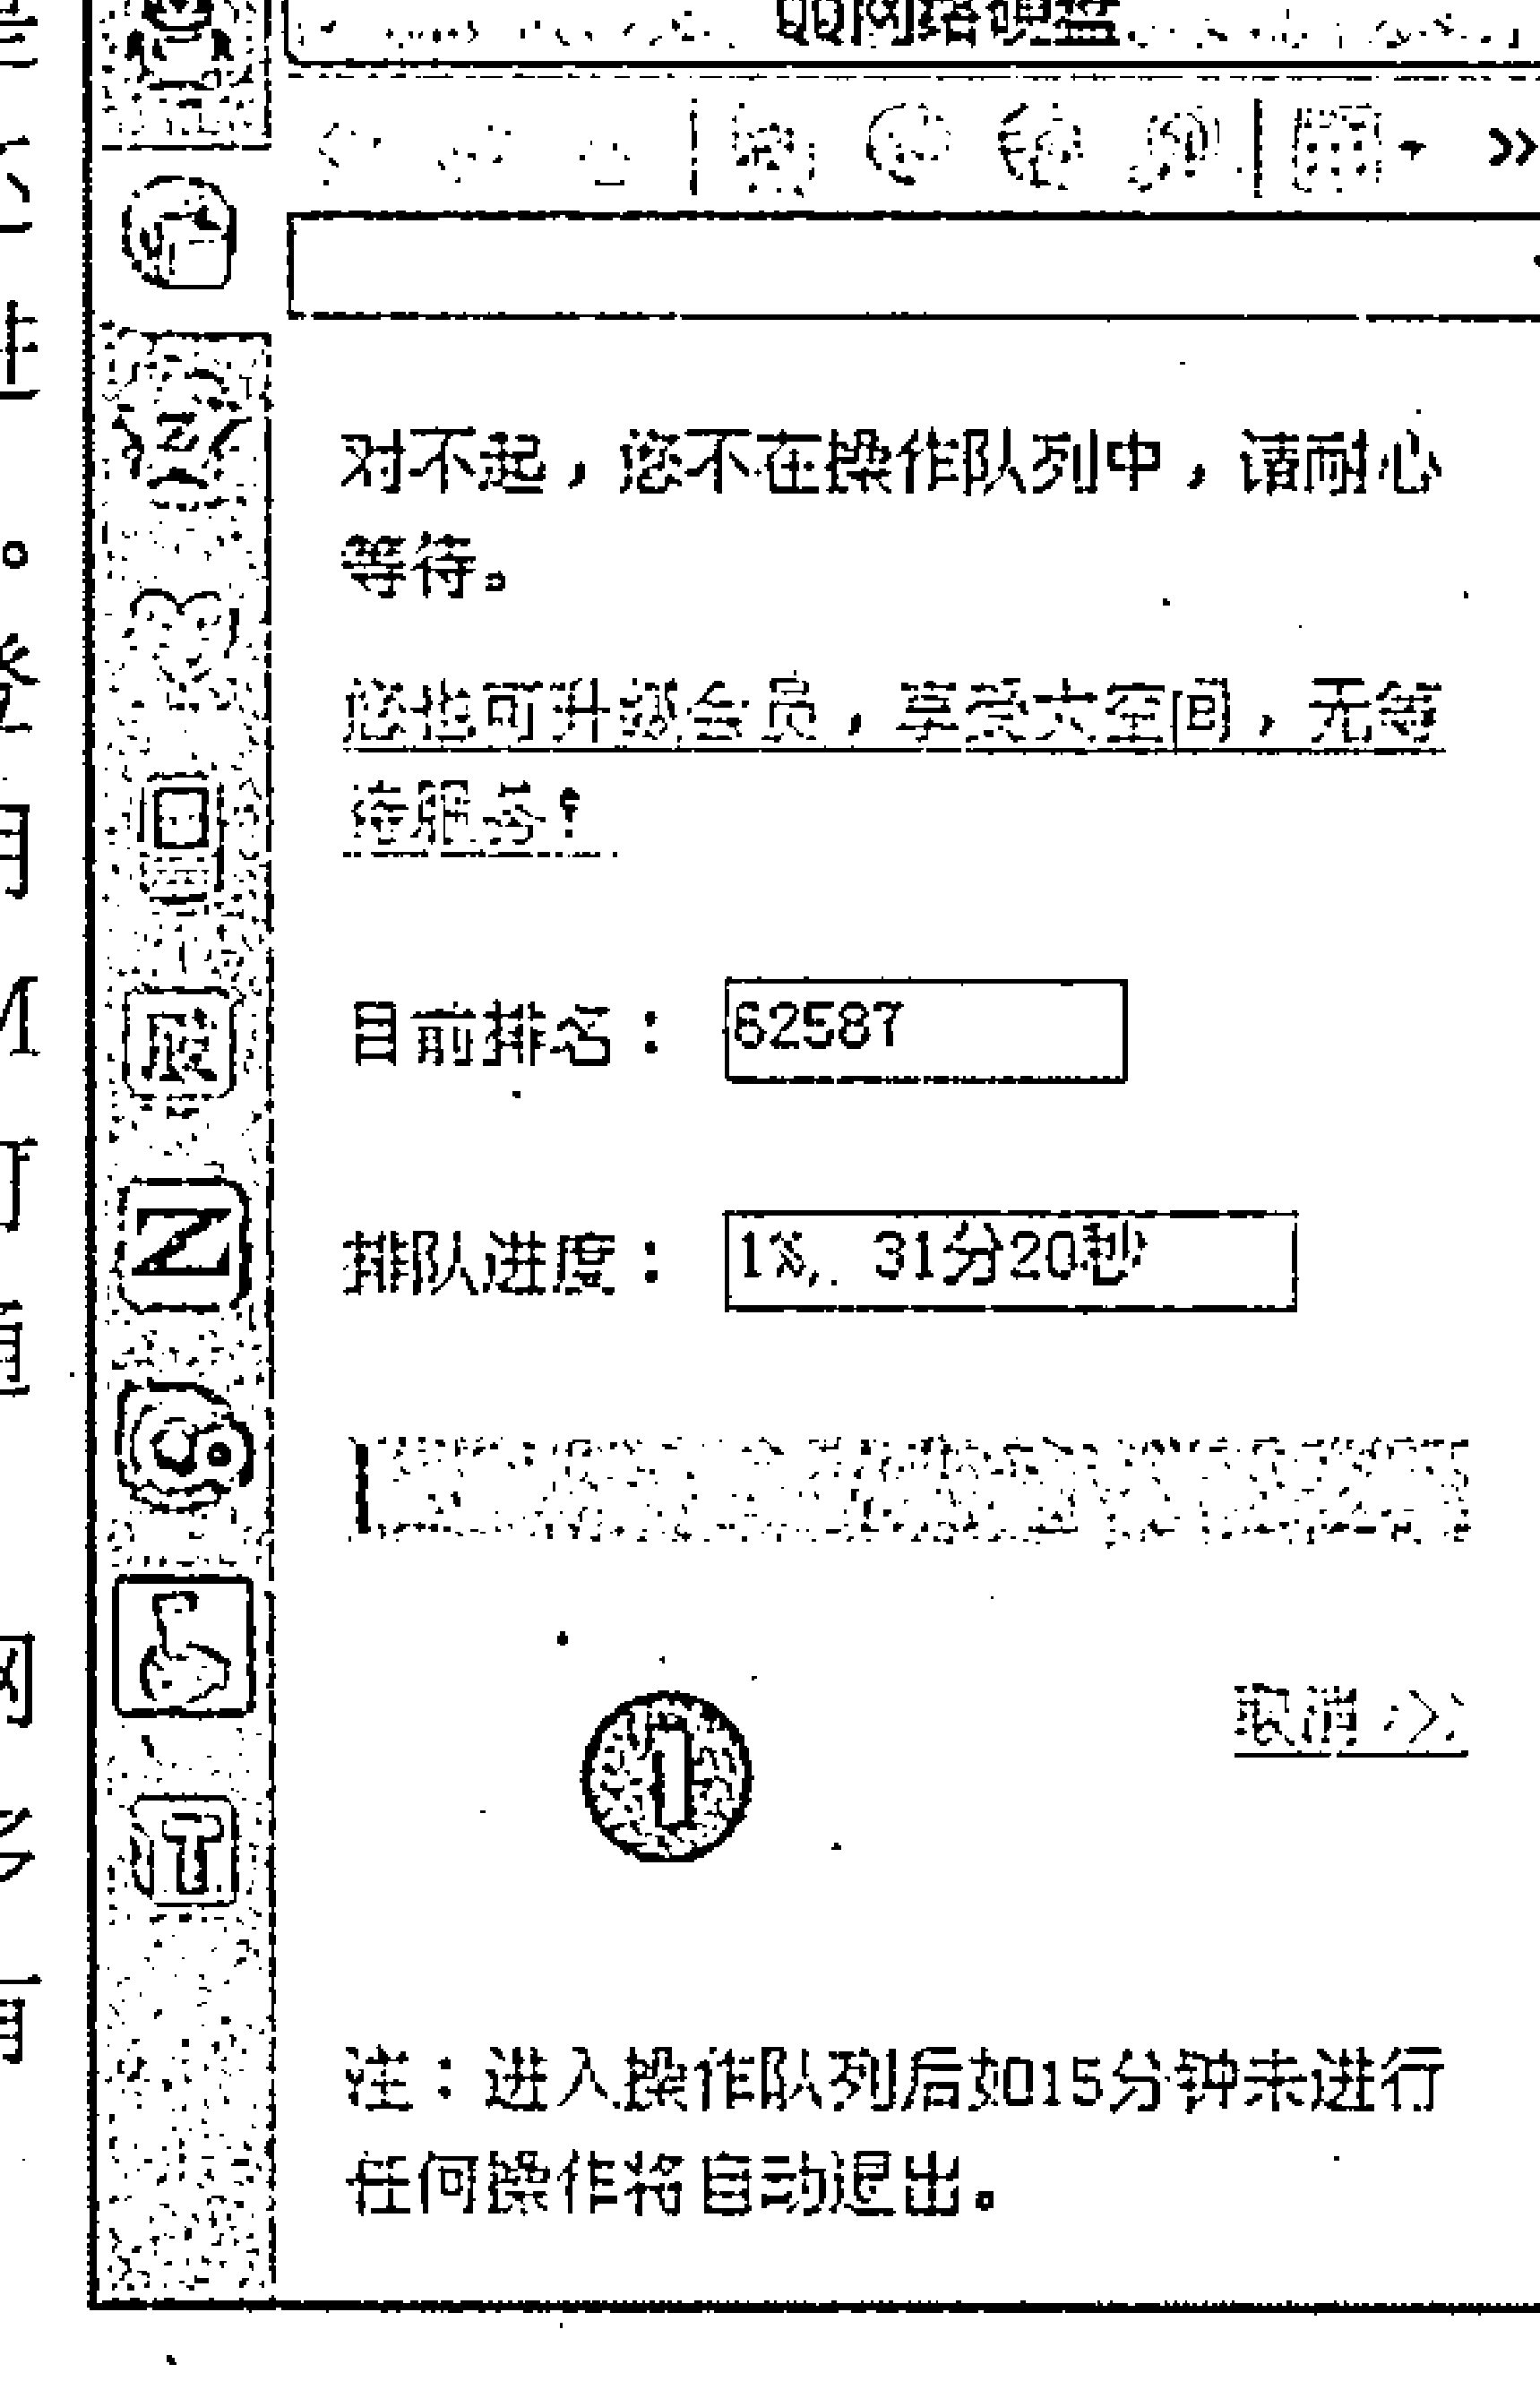 QQ网络硬盘
对不起，您不在操作队列中，请耐心
等待。
您也可升级会员，享受大空间，无等
待服务！
目前排名： 62587
排队进度： 1%, 31分20秒
取消 >>
注：进入操作队列后如15分钟未进行
任何操作将自动退出。